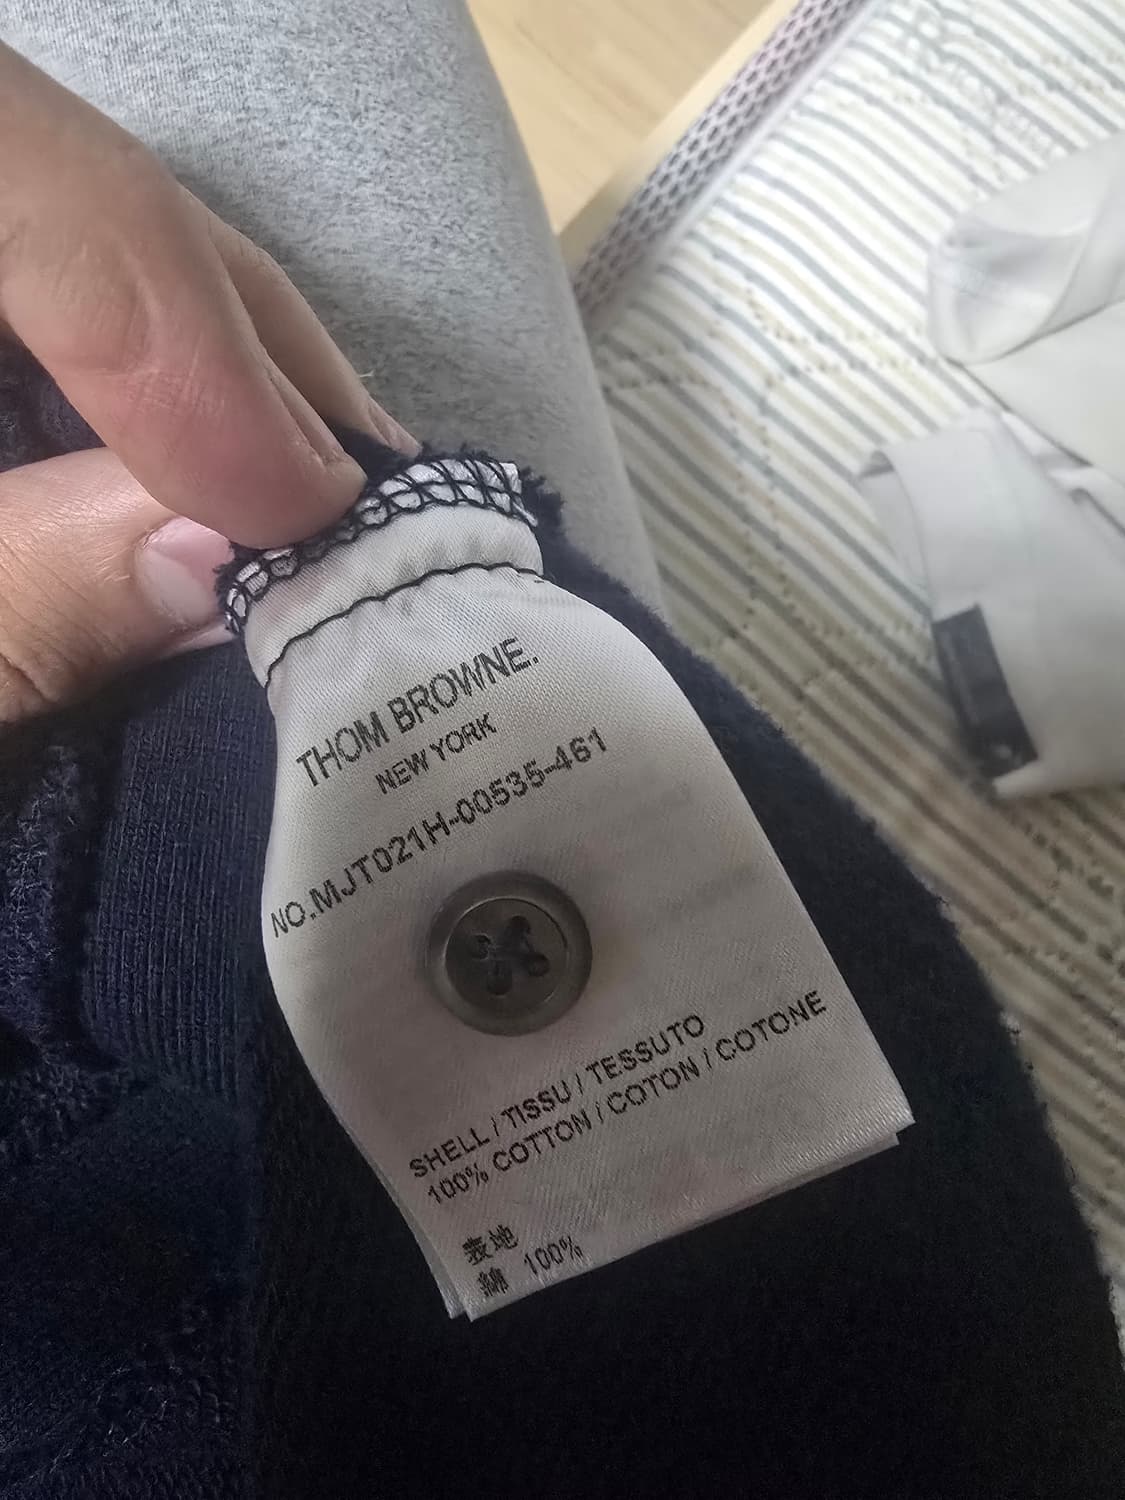 THOM BROWNE.
NEW YORK
NO.MJT021H-00535-461
SHELL / TISSU / TESSUTO
100% COTTON / COTON / COTONE
表地
綿 100%